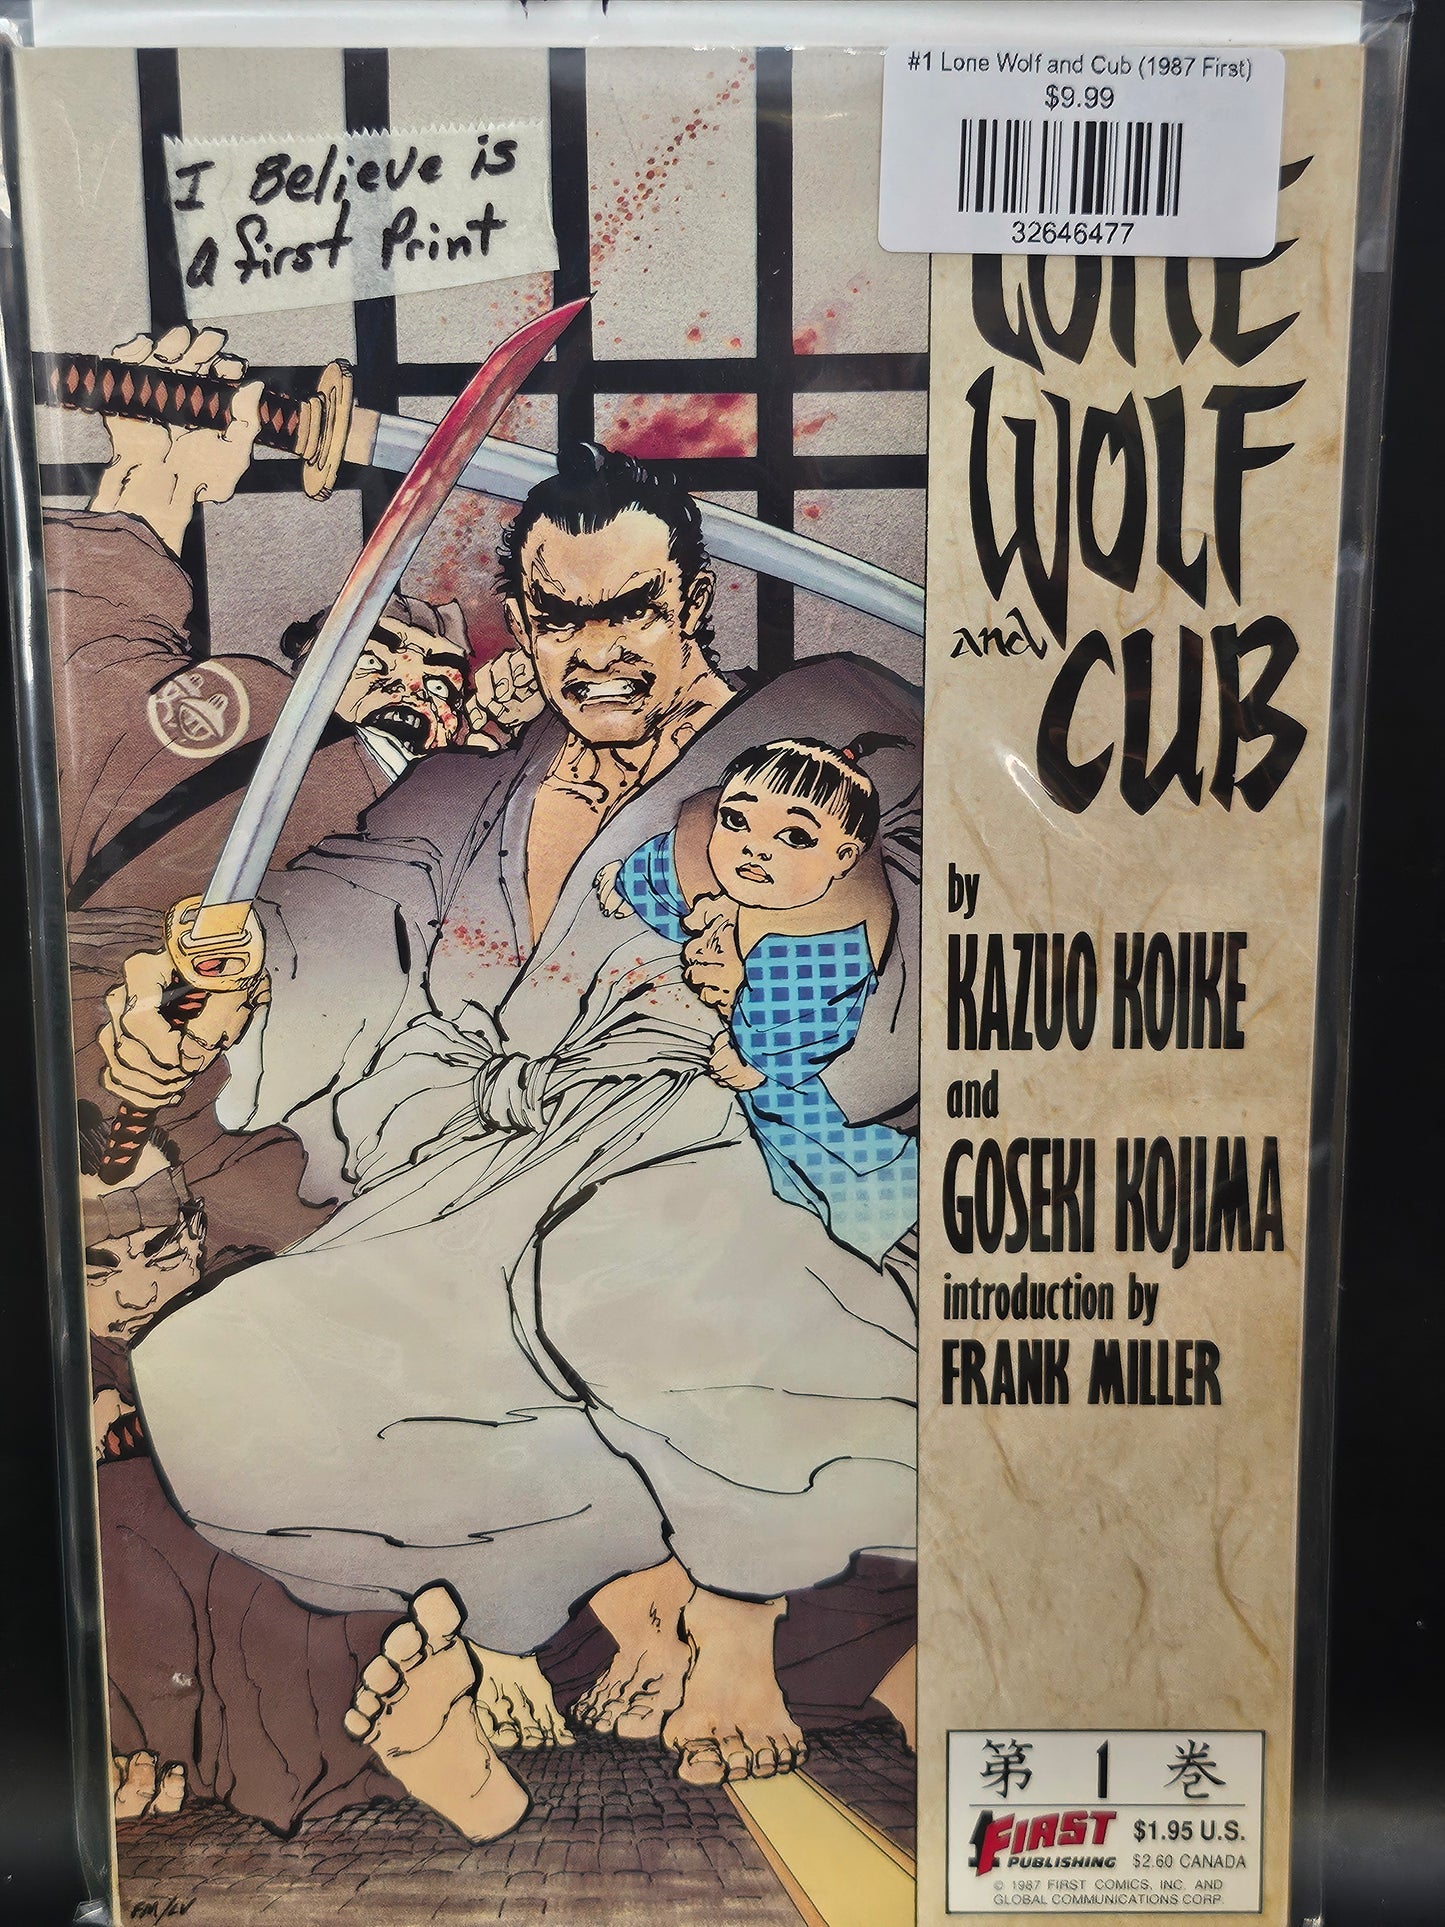 #1 Lone Wolf and Cub (1987 First)
$9.99
32646477
I Believe is
a first Print
LONE
WOLF
and
CUB
by
KAZUO KOIKE
and
GOSEKI KOJIMA
introduction by
FRANK MILLER
第 1 巻
FIRST
PUBLISHING
$1.95 U.S.
$2.60 CANADA
© 1987 FIRST COMICS, INC. AND
GLOBAL COMMUNICATIONS CORP.
FM/LV